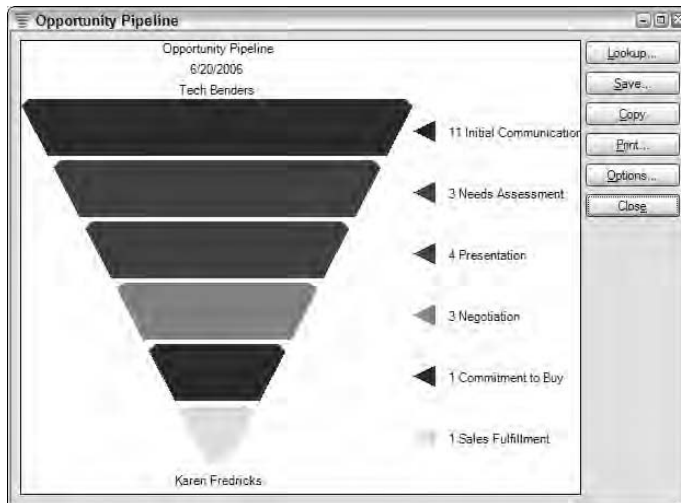 Opportunity Pipeline
Opportunity Pipeline
6/20/2006
Tech Benders
11 Initial Communication
3 Needs Assessment
4 Presentation
3 Negotiation
1 Commitment to Buy
1 Sales Fulfillment
Karen Fredricks
Lookup...
Save...
Copy
Print...
Options...
Close